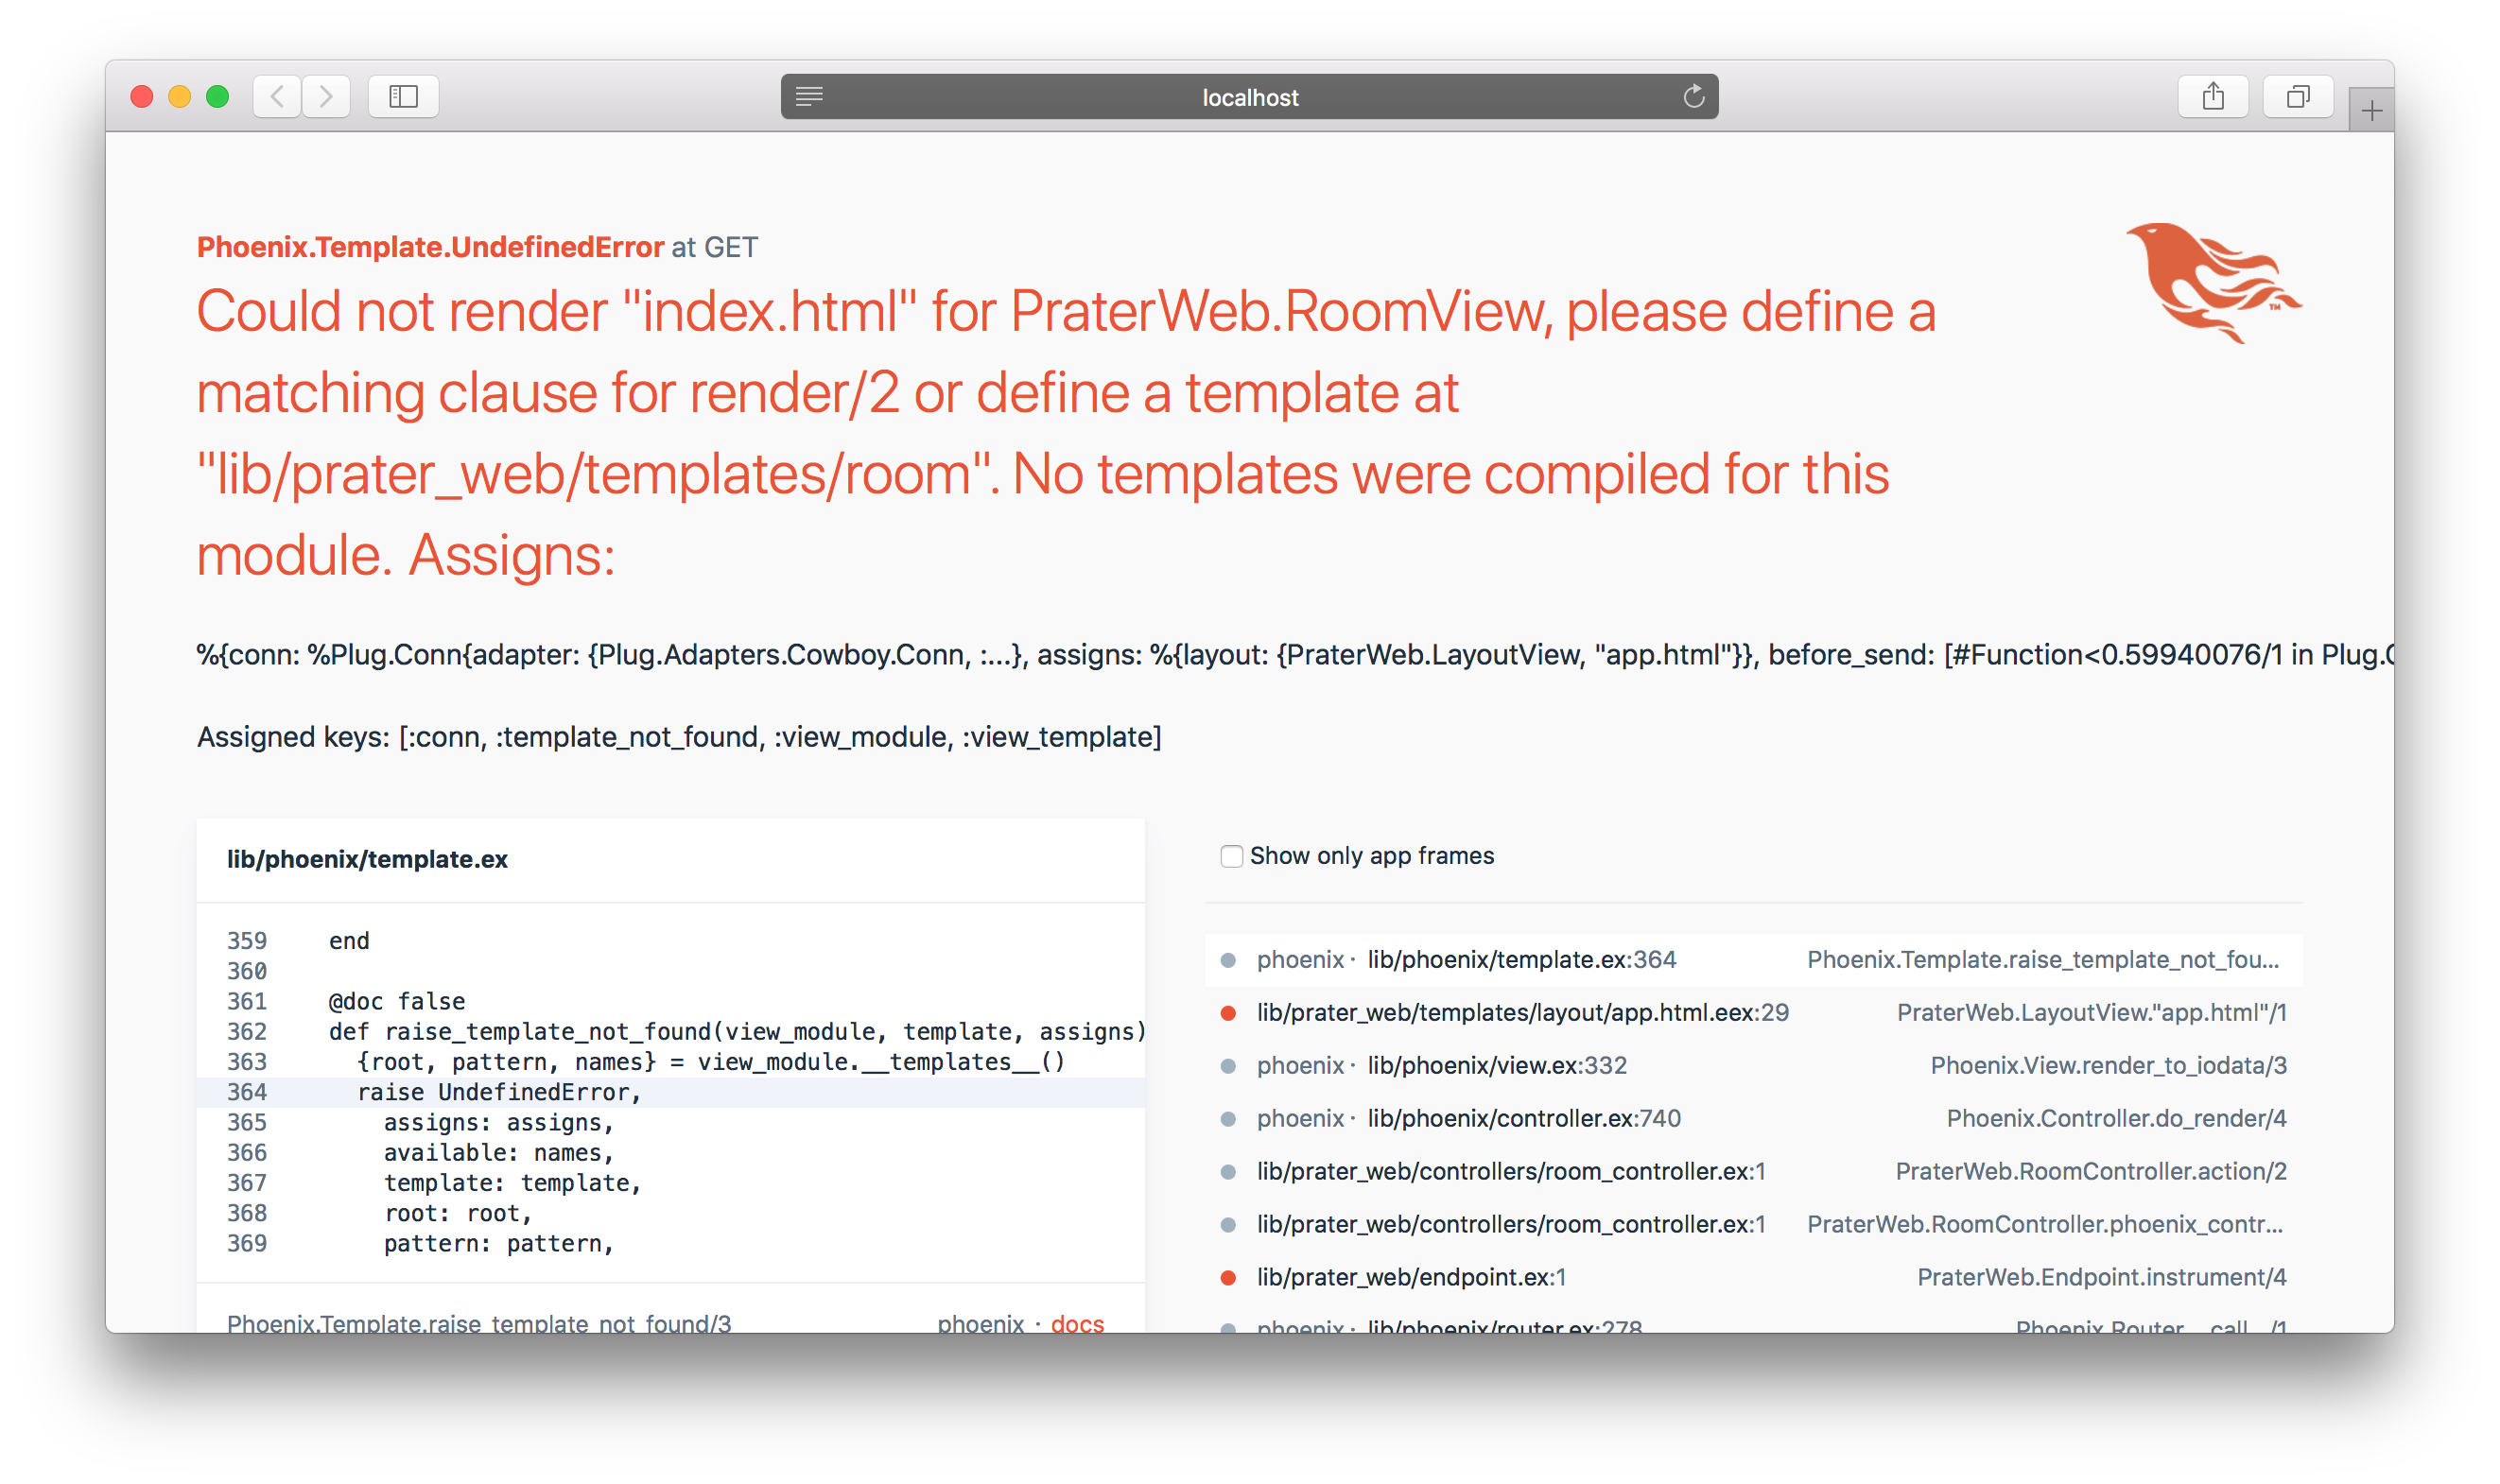 localhost
Phoenix.Template.UndefinedError at GET
Could not render "index.html" for PraterWeb.RoomView, please define a
matching clause for render/2 or define a template at
"lib/prater_web/templates/room". No templates were compiled for this
module. Assigns:
%{conn: %Plug.Conn{adapter: {Plug.Adapters.Cowboy.Conn, :...}, assigns: %{layout: {PraterWeb.LayoutView, "app.html"}}, before_send: [#Function<0.59940076/1 in Plug.
Assigned keys: [:conn, :template_not_found, :view_module, :view_template]
lib/phoenix/template.ex
359 end
360
361 @doc false
362 def raise_template_not_found(view_module, template, assigns)
363 {root, pattern, names} = view_module.__templates__()
364 raise UndefinedError,
365 assigns: assigns,
366 available: names,
367 template: template,
368 root: root,
369 pattern: pattern,
Phoenix.Template.raise_template_not_found/3 phoenix · docs
Show only app frames
phoenix · lib/phoenix/template.ex:364 Phoenix.Template.raise_template_not_fou...
lib/prater_web/templates/layout/app.html.eex:29 PraterWeb.LayoutView."app.html"/1
phoenix · lib/phoenix/view.ex:332 Phoenix.View.render_to_iodata/3
phoenix · lib/phoenix/controller.ex:740 Phoenix.Controller.do_render/4
lib/prater_web/controllers/room_controller.ex:1 PraterWeb.RoomController.action/2
lib/prater_web/controllers/room_controller.ex:1 PraterWeb.RoomController.phoenix_contr...
lib/prater_web/endpoint.ex:1 PraterWeb.Endpoint.instrument/4
phoenix · lib/phoenix/router.ex:278 Phoenix.Router.__call__/1
TM